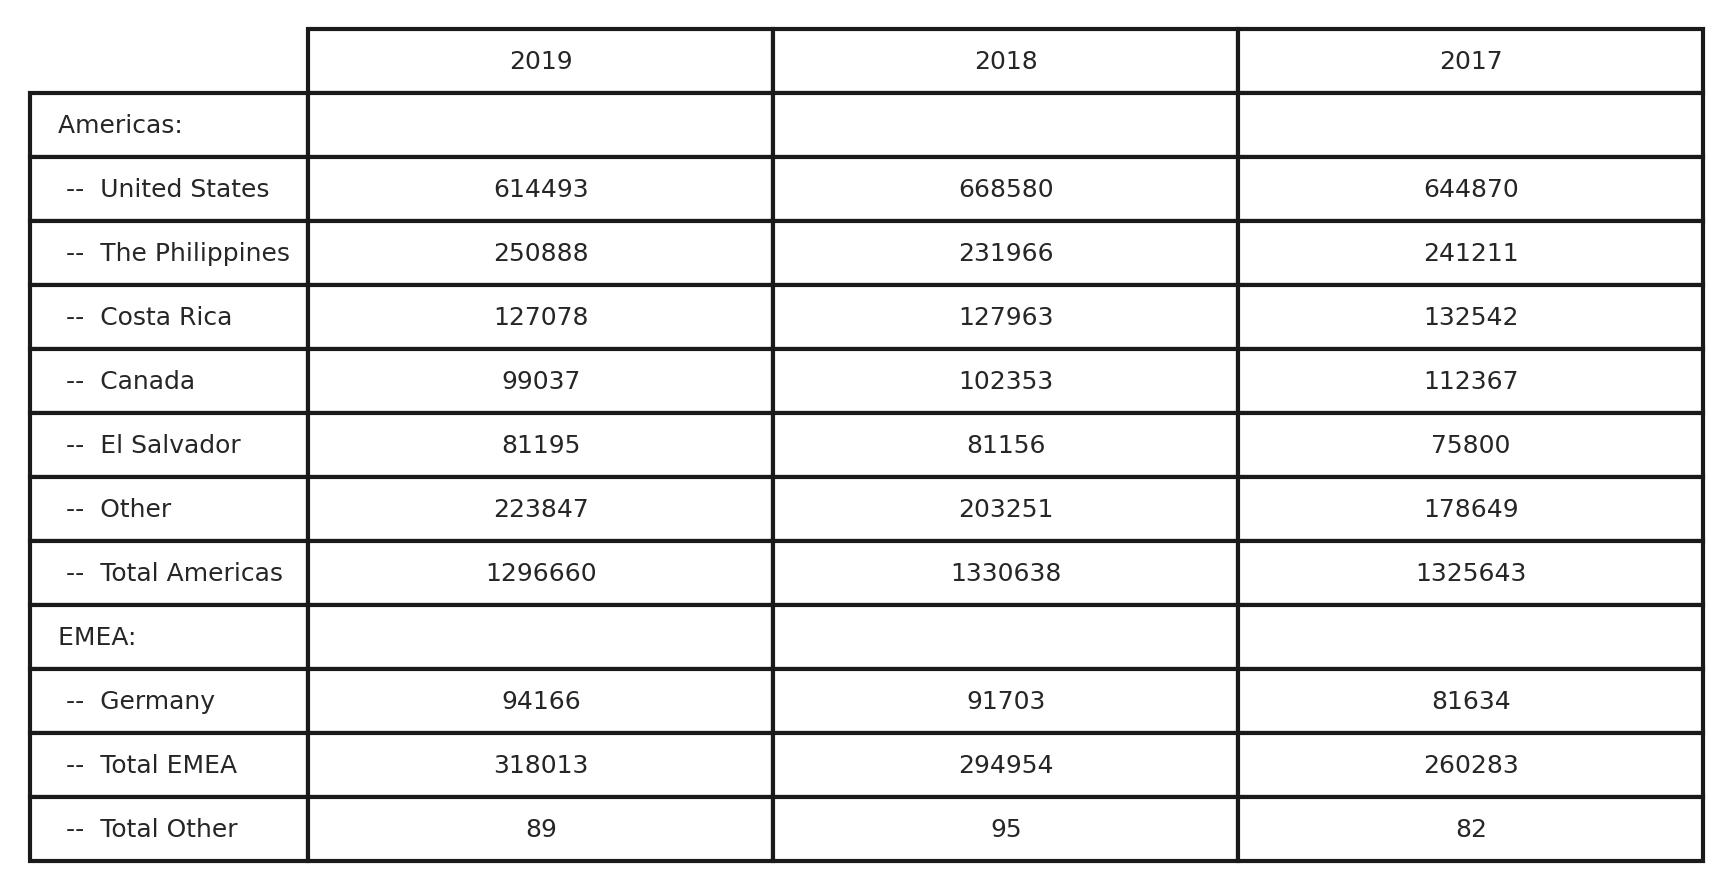 2019 2018 2017
Americas:
-- United States 614493 668580 644870
-- The Philippines 250888 231966 241211
-- Costa Rica 127078 127963 132542
-- Canada 99037 102353 112367
-- El Salvador 81195 81156 75800
-- Other 223847 203251 178649
-- Total Americas 1296660 1330638 1325643
EMEA:
-- Germany 94166 91703 81634
-- Total EMEA 318013 294954 260283
-- Total Other 89 95 82